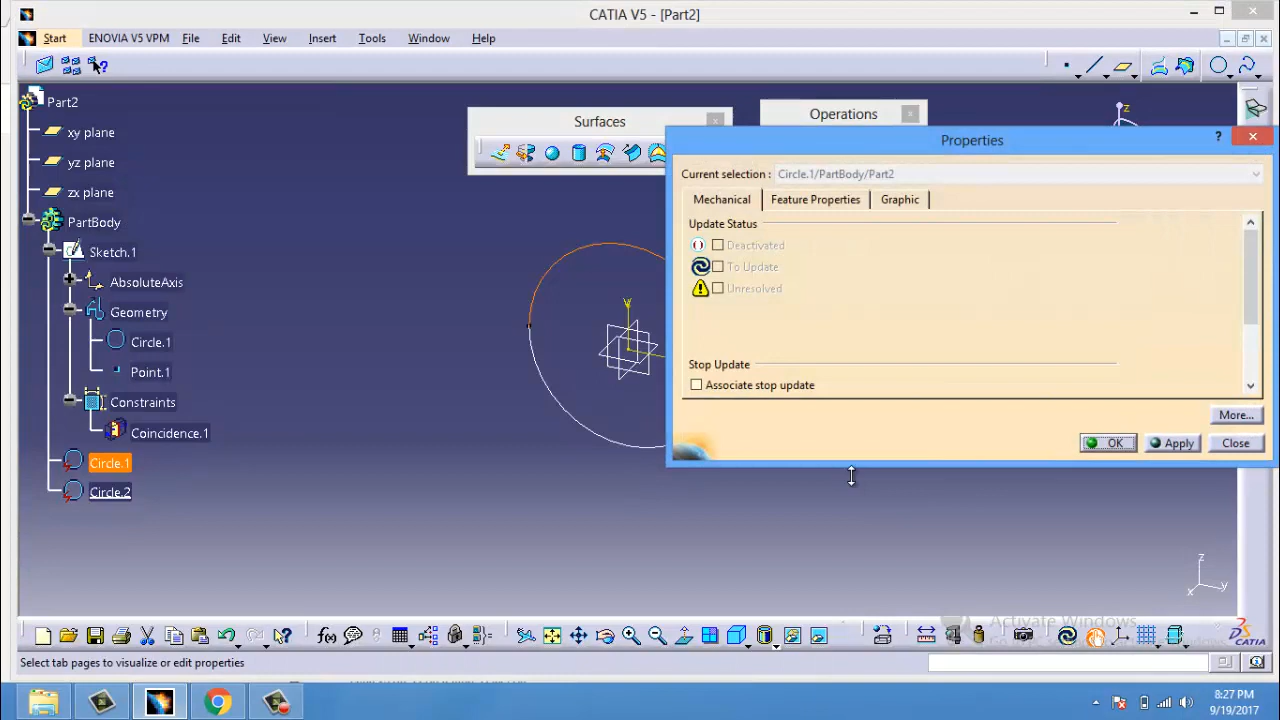 CATIA V5 - [Part2]
Start ENOVIA V5 VPM File Edit View Insert Tools Window Help
Part2
xy plane
yz plane
zx plane
PartBody
Sketch.1
AbsoluteAxis
Geometry
Circle.1
Point.1
Constraints
Coincidence.1
Circle.1
Circle.2
Surfaces
Operations
z
Properties
Current selection : Circle.1/PartBody/Part2
Mechanical Feature Properties Graphic
Update Status
Deactivated
To Update
Unresolved
Stop Update
Associate stop update
More...
OK Apply Close
V
z
x y
f(x)
Activate Windows
CATIA
Select tab pages to visualize or edit properties
8:27 PM
9/19/2017